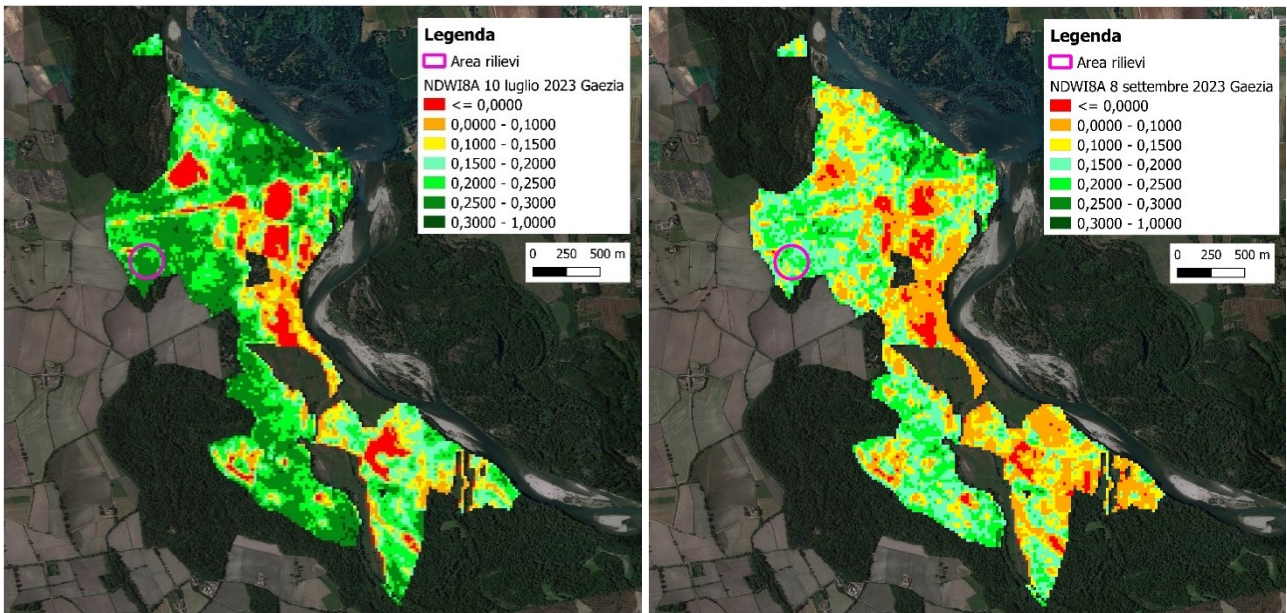 Legenda
Area rilievi
NDWI8A 10 luglio 2023 Gaezia
<= 0,0000
0,0000 - 0,1000
0,1000 - 0,1500
0,1500 - 0,2000
0,2000 - 0,2500
0,2500 - 0,3000
0,3000 - 1,0000
0 250 500 m
Legenda
Area rilievi
NDWI8A 8 settembre 2023 Gaezia
<= 0,0000
0,0000 - 0,1000
0,1000 - 0,1500
0,1500 - 0,2000
0,2000 - 0,2500
0,2500 - 0,3000
0,3000 - 1,0000
0 250 500 m